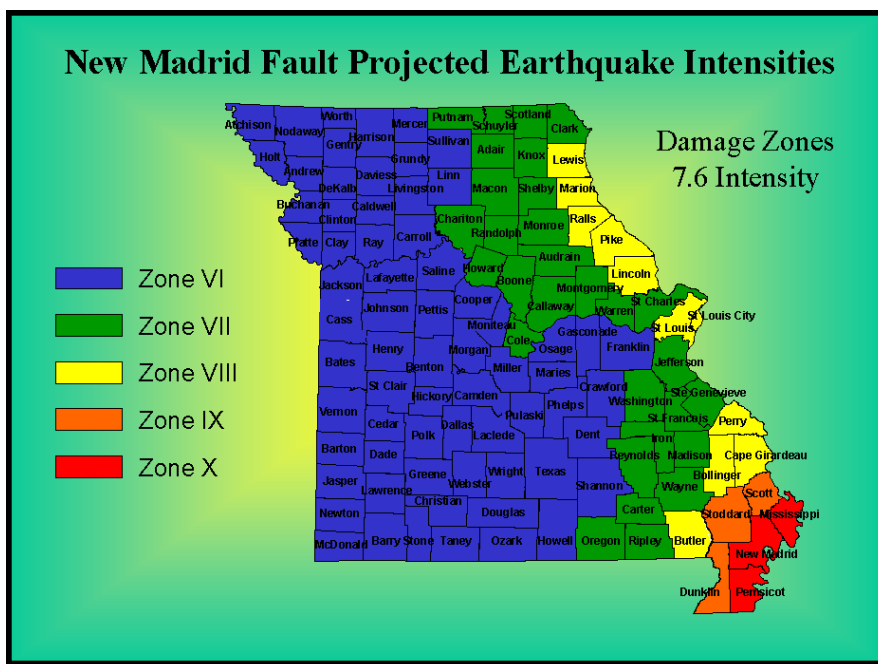 New Madrid Fault Projected Earthquake Intensities
Damage Zones
7.6 Intensity
Zone VI
Zone VII
Zone VIII
Zone IX
Zone X
Atchison
Nodaway
Worth
Gentry
Harrison
Mercer
Putnam
Schuyler
Scotland
Clark
Holt
Andrew
DeKalb
Daviess
Grundy
Sullivan
Adair
Knox
Lewis
Buchanan
Clinton
Caldwell
Livingston
Linn
Macon
Shelby
Marion
Platte
Clay
Ray
Carroll
Chariton
Randolph
Monroe
Ralls
Pike
Jackson
Lafayette
Saline
Howard
Boone
Audrain
Callaway
Montgomery
Lincoln
Warren
St Charles
St Louis
St Louis City
Cass
Johnson
Pettis
Cooper
Moniteau
Cole
Osage
Gasconade
Franklin
Jefferson
Bates
Henry
Benton
Morgan
Miller
Maries
Crawford
Washington
Ste Genevieve
St Francois
Perry
Vernon
St Clair
Hickory
Camden
Pulaski
Phelps
Dent
Iron
Madison
Cape Girardeau
Bollinger
Barton
Cedar
Polk
Dallas
Laclede
Texas
Reynolds
Wayne
Jasper
Dade
Greene
Webster
Wright
Shannon
Carter
Stoddard
Scott
Mississippi
Newton
Lawrence
Christian
Douglas
McDonald
Barry
Stone
Taney
Ozark
Howell
Oregon
Ripley
Butler
New Madrid
Dunklin
Pemsicot